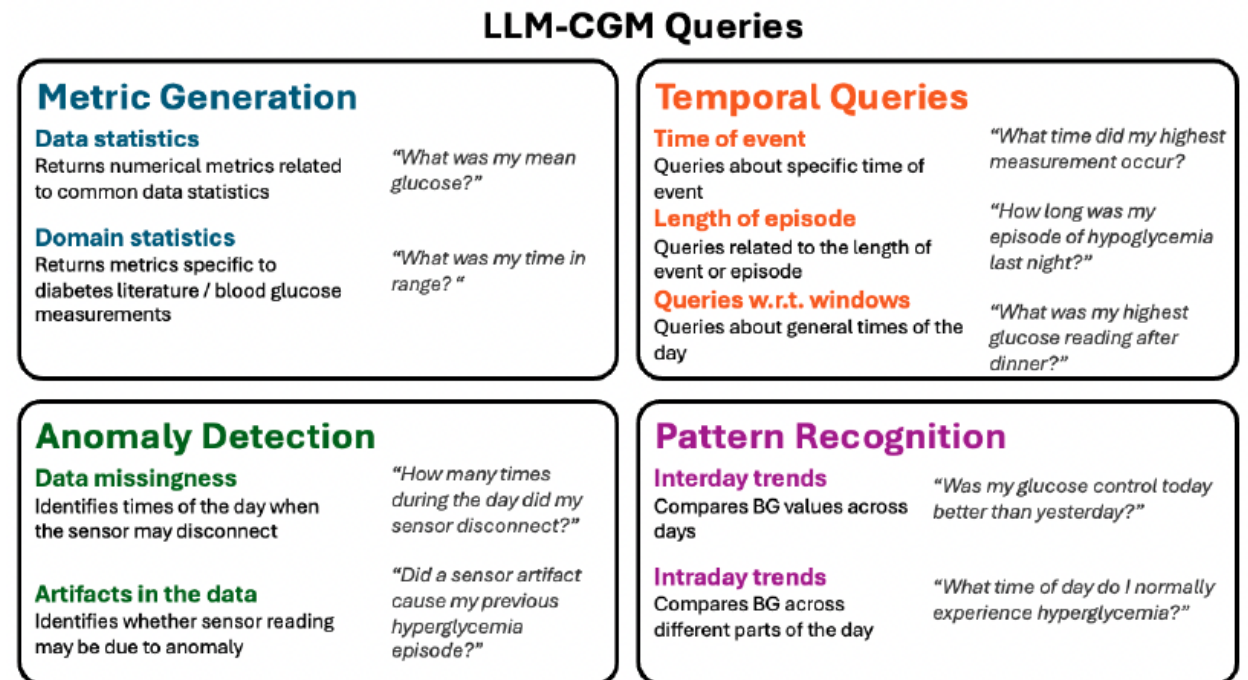 LLM-CGM Queries
Metric Generation
Data statistics
Returns numerical metrics related
to common data statistics
“What was my mean
glucose?”
Domain statistics
Returns metrics specific to
diabetes literature / blood glucose
measurements
“What was my time in
range? “
Temporal Queries
Time of event
Queries about specific time of
event
“What time did my highest
measurement occur?
Length of episode
Queries related to the length of
event or episode
“How long was my
episode of hypoglycemia
last night?”
Queries w.r.t. windows
Queries about general times of the
day
“What was my highest
glucose reading after
dinner?”
Anomaly Detection
Data missingness
Identifies times of the day when
the sensor may disconnect
“How many times
during the day did my
sensor disconnect?”
Artifacts in the data
Identifies whether sensor reading
may be due to anomaly
“Did a sensor artifact
cause my previous
hyperglycemia
episode?”
Pattern Recognition
Interday trends
Compares BG values across
days
“Was my glucose control today
better than yesterday?”
Intraday trends
Compares BG across
different parts of the day
“What time of day do I normally
experience hyperglycemia?”